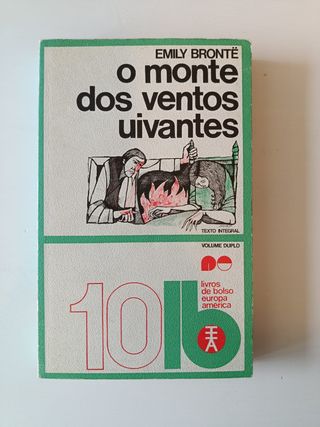 EMILY BRONTË
o monte
dos ventos
uivantes
TEXTO INTEGRAL
VOLUME DUPLO
10 lb
livros
de bolso
europa
américa